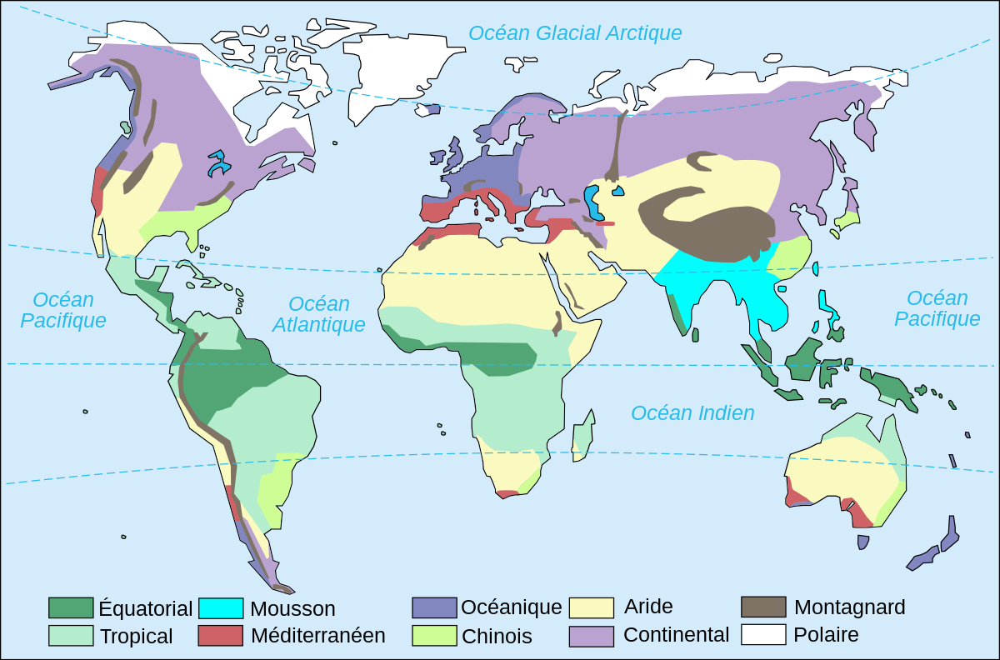 Océan Glacial Arctique
Océan
Pacifique
Océan
Atlantique
Océan
Pacifique
Océan Indien
Équatorial
Mousson
Océanique
Aride
Montagnard
Tropical
Méditerranéen
Chinois
Continental
Polaire